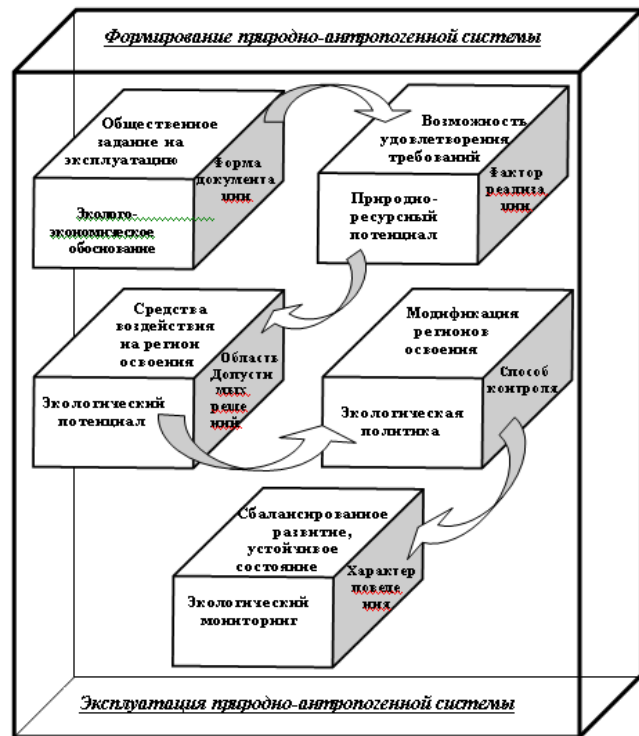 Формирование природно-антропогенной системы
Общественное
задание на
эксплуатацию
Форма
документа
ции
Эколого-
экономическое
обоснование
Возможность
удовлетворения
требований
Фактор
реализа
ции
Природно-
ресурсный
потенциал
Средства
воздействия
на регион
освоения
Область
Допусти
мых
реше
ний
Экологический
потенциал
Модификация
регионов
освоения
Способ
контроля
Экологическая
политика
Сбалансированное
развитие,
устойчивое
состояние
Характер
поведе
ния
Экологический
мониторинг
Эксплуатация природно-антропогенной системы